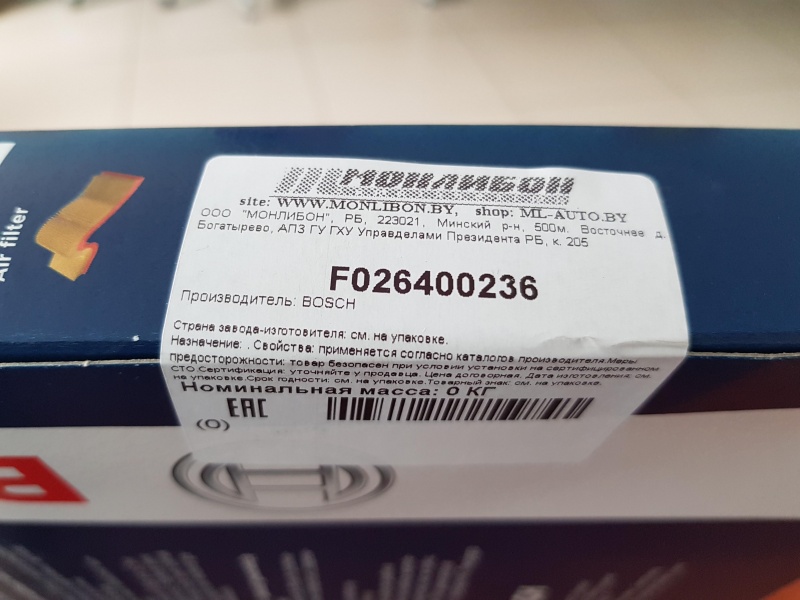 Air filter
МОНЛИБОН
site: WWW.MONLIBON.BY, shop: ML-AUTO.BY
ООО "МОНЛИБОН", РБ, 223021, Минский р-н, 500м. Восточнее д.
Богатырево, АПЗ ГУ ГХУ Управделами Президента РБ, к. 205
F026400236
Производитель: BOSCH
Страна завода-изготовителя: см. на упаковке.
Назначение: . Свойства: применяется согласно каталогов производителя.Меры
предосторожности: товар безопасен при условии установки на сертифицированном
СТО.Сертификация: уточняйте у продавца. Цена договорная. Дата изготовления: см.
на упаковке.Срок годности: см. на упаковке.Товарный знак: см. на упаковке.
Номинальная масса: 0 КГ
EAC
(0)